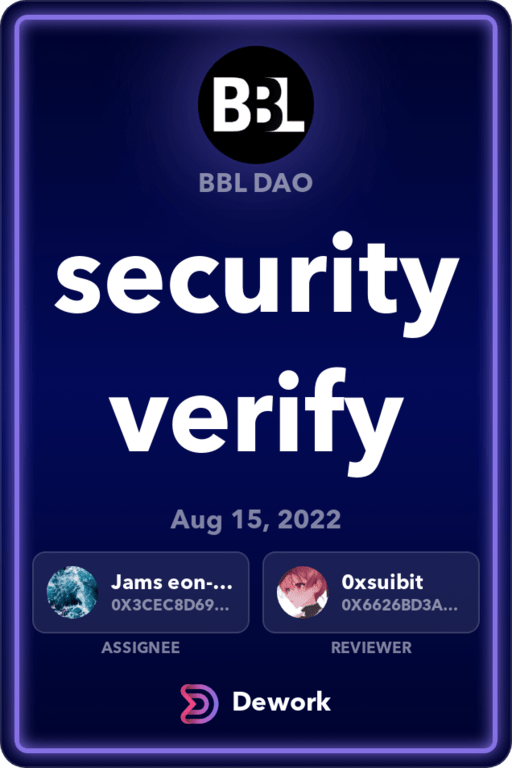 BBL
BBL DAO
security
verify
Aug 15, 2022
Jams eon-...
0X3CEC8D69...
ASSIGNEE
0xsuibit
0X6626BD3A...
REVIEWER
Dework